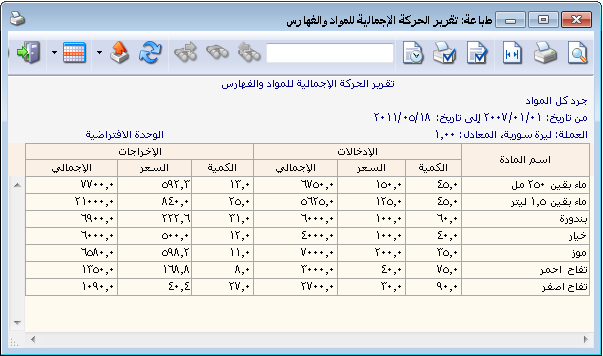 طباعة: تقرير الحركة الإجمالية للمواد والفهارس
تقرير الحركة الإجمالية للمواد والفهارس
جرد كل المواد
من تاريخ: ٢٠٠٧/٠١/٠١ إلى تاريخ: ٢٠١١/٠٥/١٨
العملة: ليرة سورية، المعادل: ١,٠٠ الوحدة الافتراضية
اسم المادة الإدخالات الإخراجات
الكمية السعر الإجمالي الكمية السعر الإجمالي
ماء بقين ٢٥٠ مل ٤٥,٠ ١٥٠,٠ ٦٧٥٠,٠ ١٣,٠ ٥٩٢,٣ ٧٧٠٠,٠
ماء بقين ١,٥ ليتر ٤٥,٠ ١٢٥,٠ ٥٦٢٥,٠ ٢٥,٠ ٨٤٠,٠ ٢١٠٠٠,٠
بندورة ٦٠,٠ ١٠٠,٠ ٦٠٠٠,٠ ٣١,٠ ٢٢٢,٦ ٦٩٠٠,٠
خيار ٤٠,٠ ١٠٠,٠ ٤٠٠٠,٠ ١٢,٠ ٥٠٠,٠ ٦٠٠٠,٠
موز ٣٥,٠ ٢٠٠,٠ ٧٠٠٠,٠ ١١,٠ ٥٩٨,٢ ٦٥٨٠,٠
تفاح احمر ٧٥,٠ ٤٠,٠ ٣٠٠٠,٠ ٨,٠ ١٦٨,٨ ١٣٥٠,٠
تفاح اصفر ٩٠,٠ ٣٠,٠ ٢٧٠٠,٠ ٢٧,٠ ٤٠,٤ ١٠٩٠,٠